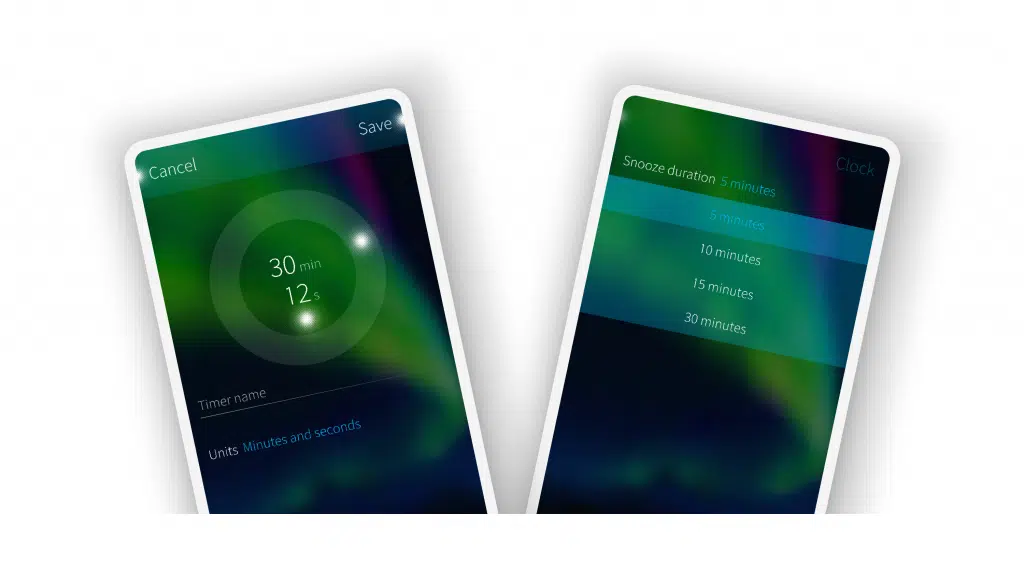 Cancel
Save
30 min
12 s
Timer name
Units Minutes and seconds
Clock
Snooze duration 5 minutes
5 minutes
10 minutes
15 minutes
30 minutes